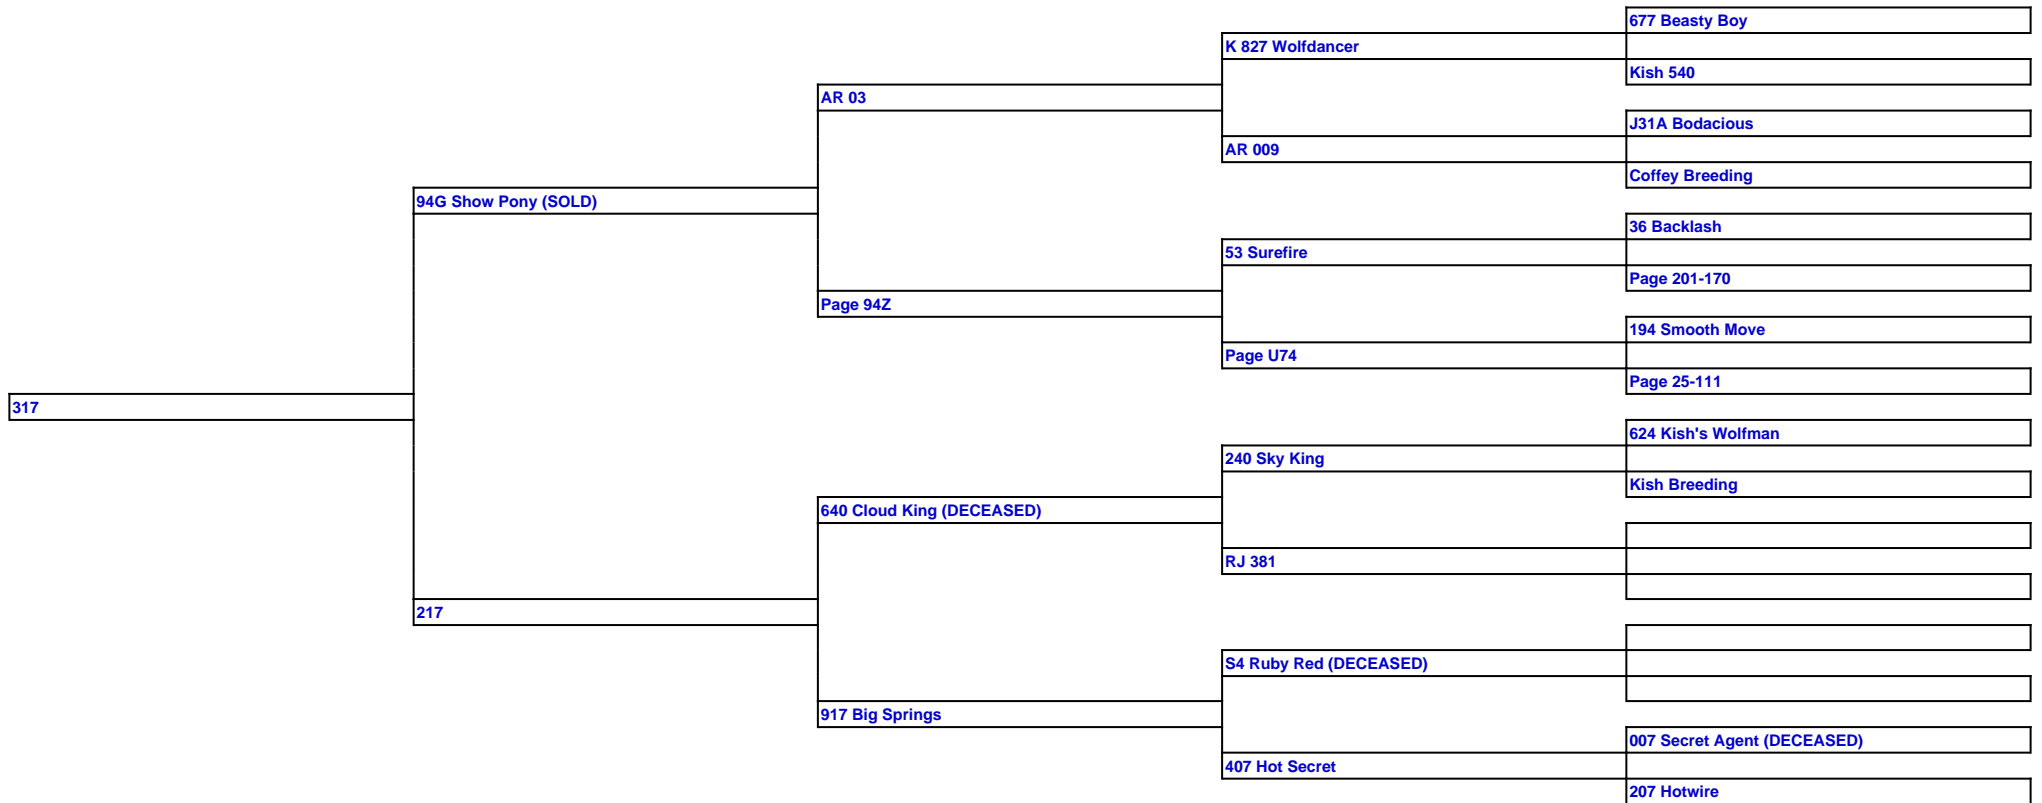 677 Beasty Boy
K 827 Wolfdancer
Kish 540
AR 03
J31A Bodacious
AR 009
Coffey Breeding
94G Show Pony (SOLD)
36 Backlash
53 Surefire
Page 201-170
Page 94Z
194 Smooth Move
Page U74
Page 25-111
317
624 Kish's Wolfman
240 Sky King
Kish Breeding
640 Cloud King (DECEASED)
RJ 381
217
S4 Ruby Red (DECEASED)
917 Big Springs
007 Secret Agent (DECEASED)
407 Hot Secret
207 Hotwire